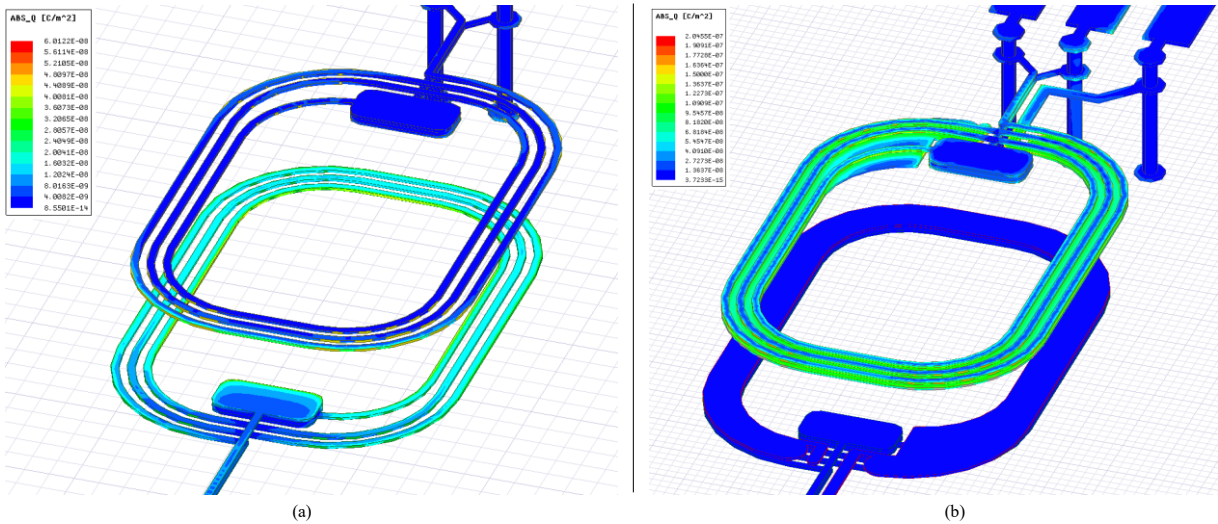 ABS_Q [C/m^2]
6.0122E-08
5.6114E-08
5.2105E-08
4.8097E-08
4.4089E-08
4.0081E-08
3.6073E-08
3.2065E-08
2.8057E-08
2.4049E-08
2.0041E-08
1.6032E-08
1.2024E-08
8.0163E-09
4.0082E-09
8.5501E-14
ABS_Q [C/m^2]
2.0455E-07
1.9091E-07
1.7728E-07
1.6364E-07
1.5000E-07
1.3637E-07
1.2273E-07
1.0909E-07
9.5457E-08
8.1820E-08
6.8184E-08
5.4547E-08
4.0910E-08
2.7273E-08
1.3637E-08
3.7233E-15
(a)
(b)